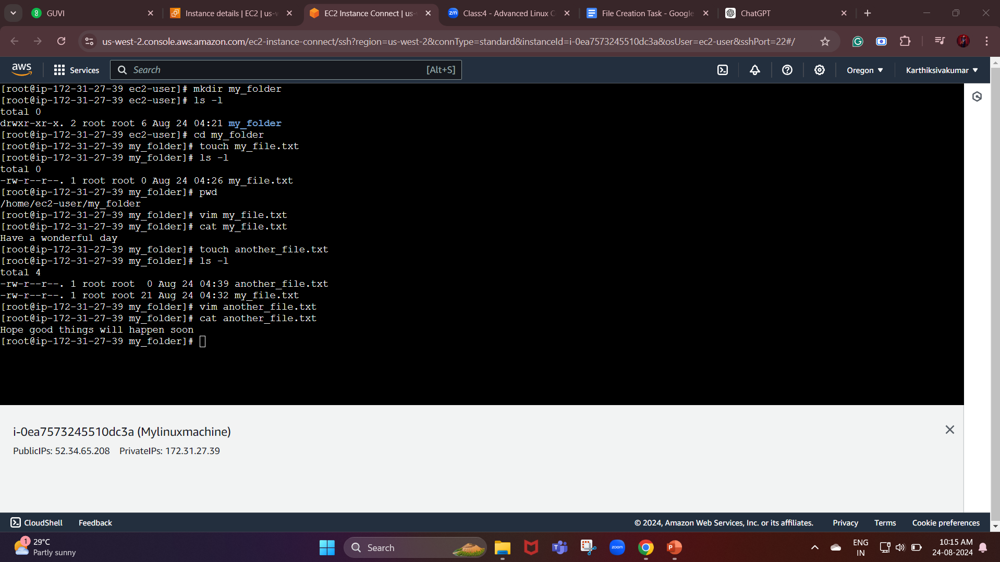 GUVI
Instance details | EC2 | us-w
EC2 Instance Connect | us-
zm Class:4 - Advanced Linux C
File Creation Task - Google
ChatGPT
us-west-2.console.aws.amazon.com/ec2-instance-connect/ssh?region=us-west-2&connType=standard&instanceId=i-0ea7573245510dc3a&osUser=ec2-user&sshPort=22#/
aws Services Search [Alt+S] Oregon Karthiksivakumar
[root@ip-172-31-27-39 ec2-user]# mkdir my_folder
[root@ip-172-31-27-39 ec2-user]# ls -l
total 0
drwxr-xr-x. 2 root root 6 Aug 24 04:21 my_folder
[root@ip-172-31-27-39 ec2-user]# cd my_folder
[root@ip-172-31-27-39 my_folder]# touch my_file.txt
[root@ip-172-31-27-39 my_folder]# ls -l
total 0
-rw-r--r--. 1 root root 0 Aug 24 04:26 my_file.txt
[root@ip-172-31-27-39 my_folder]# pwd
/home/ec2-user/my_folder
[root@ip-172-31-27-39 my_folder]# vim my_file.txt
[root@ip-172-31-27-39 my_folder]# cat my_file.txt
Have a wonderful day
[root@ip-172-31-27-39 my_folder]# touch another_file.txt
[root@ip-172-31-27-39 my_folder]# ls -l
total 4
-rw-r--r--. 1 root root  0 Aug 24 04:39 another_file.txt
-rw-r--r--. 1 root root 21 Aug 24 04:32 my_file.txt
[root@ip-172-31-27-39 my_folder]# vim another_file.txt
[root@ip-172-31-27-39 my_folder]# cat another_file.txt
Hope good things will happen soon
[root@ip-172-31-27-39 my_folder]#
i-0ea7573245510dc3a (Mylinuxmachine)
PublicIPs: 52.34.65.208 PrivateIPs: 172.31.27.39
CloudShell Feedback © 2024, Amazon Web Services, Inc. or its affiliates. Privacy Terms Cookie preferences
1
29°C
Partly sunny
Search
zoom
ENG
IN
10:15 AM
24-08-2024